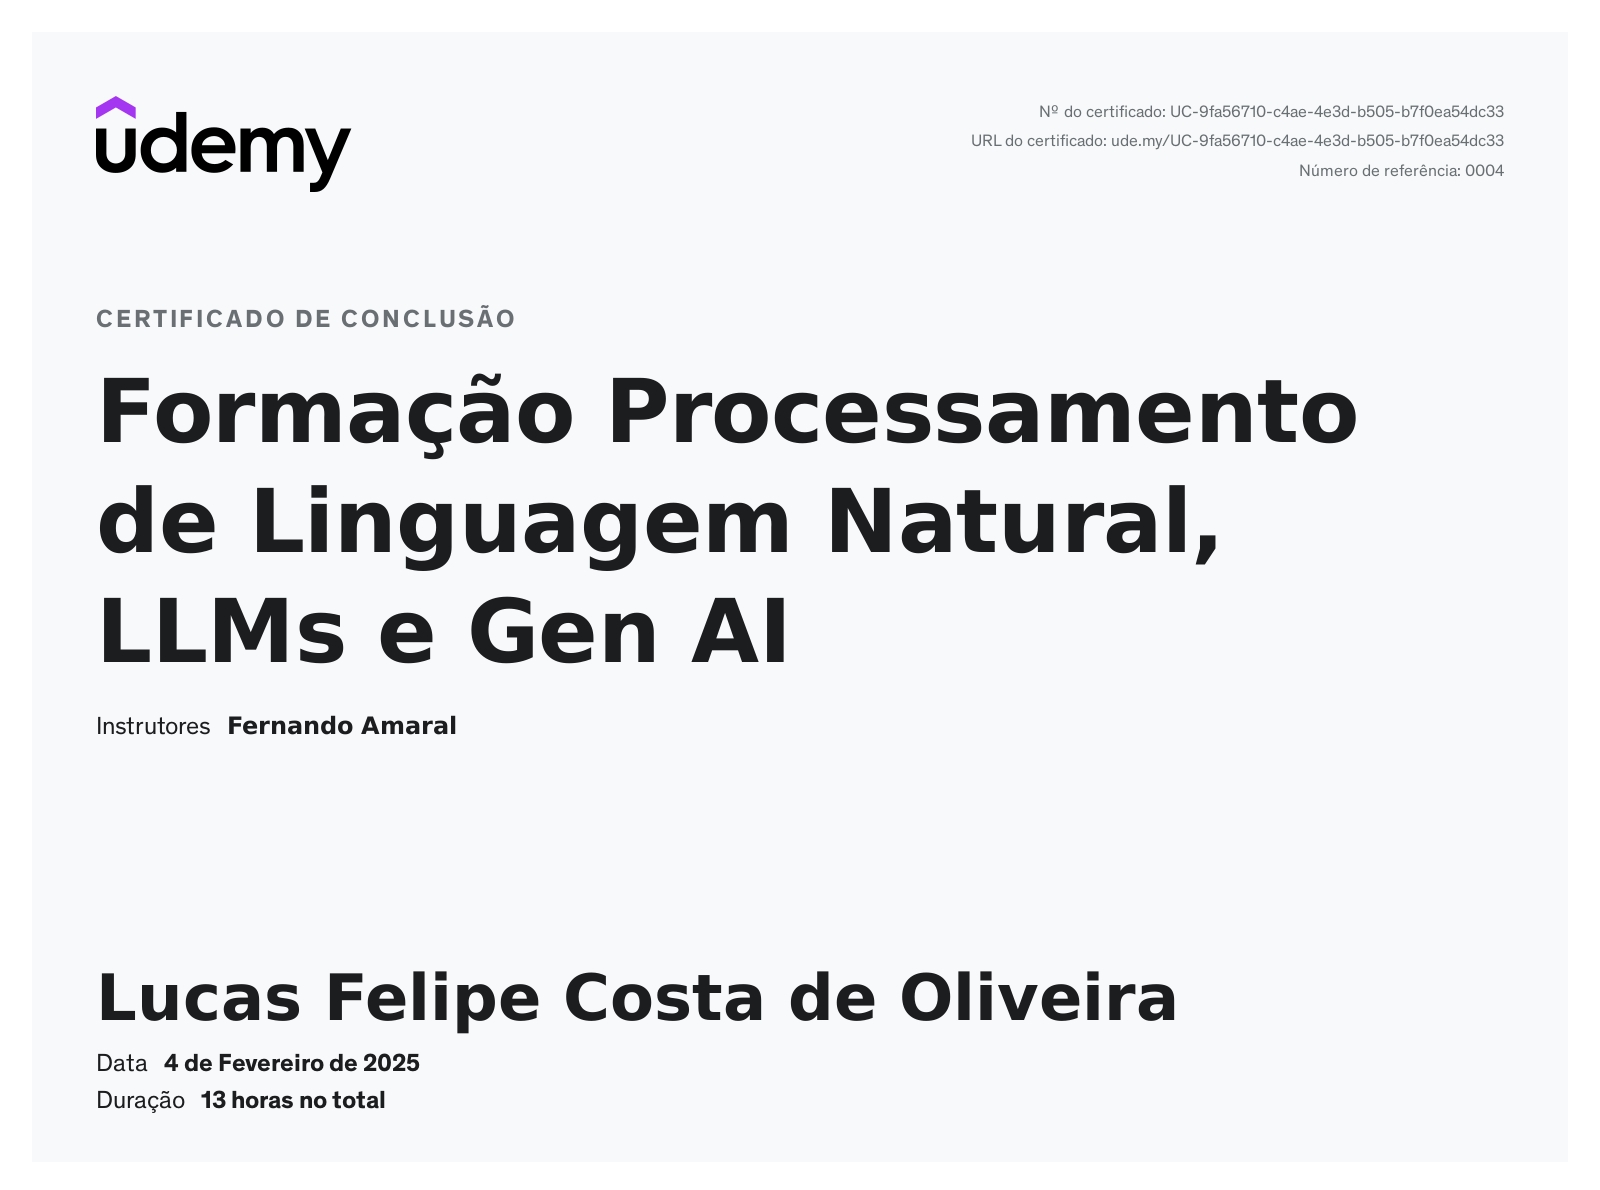 udemy
Nº do certificado: UC-9fa56710-c4ae-4e3d-b505-b7f0ea54dc33
URL do certificado: ude.my/UC-9fa56710-c4ae-4e3d-b505-b7f0ea54dc33
Número de referência: 0004
CERTIFICADO DE CONCLUSÃO
Formação Processamento
de Linguagem Natural,
LLMs e Gen AI
Instrutores Fernando Amaral
Lucas Felipe Costa de Oliveira
Data 4 de Fevereiro de 2025
Duração 13 horas no total